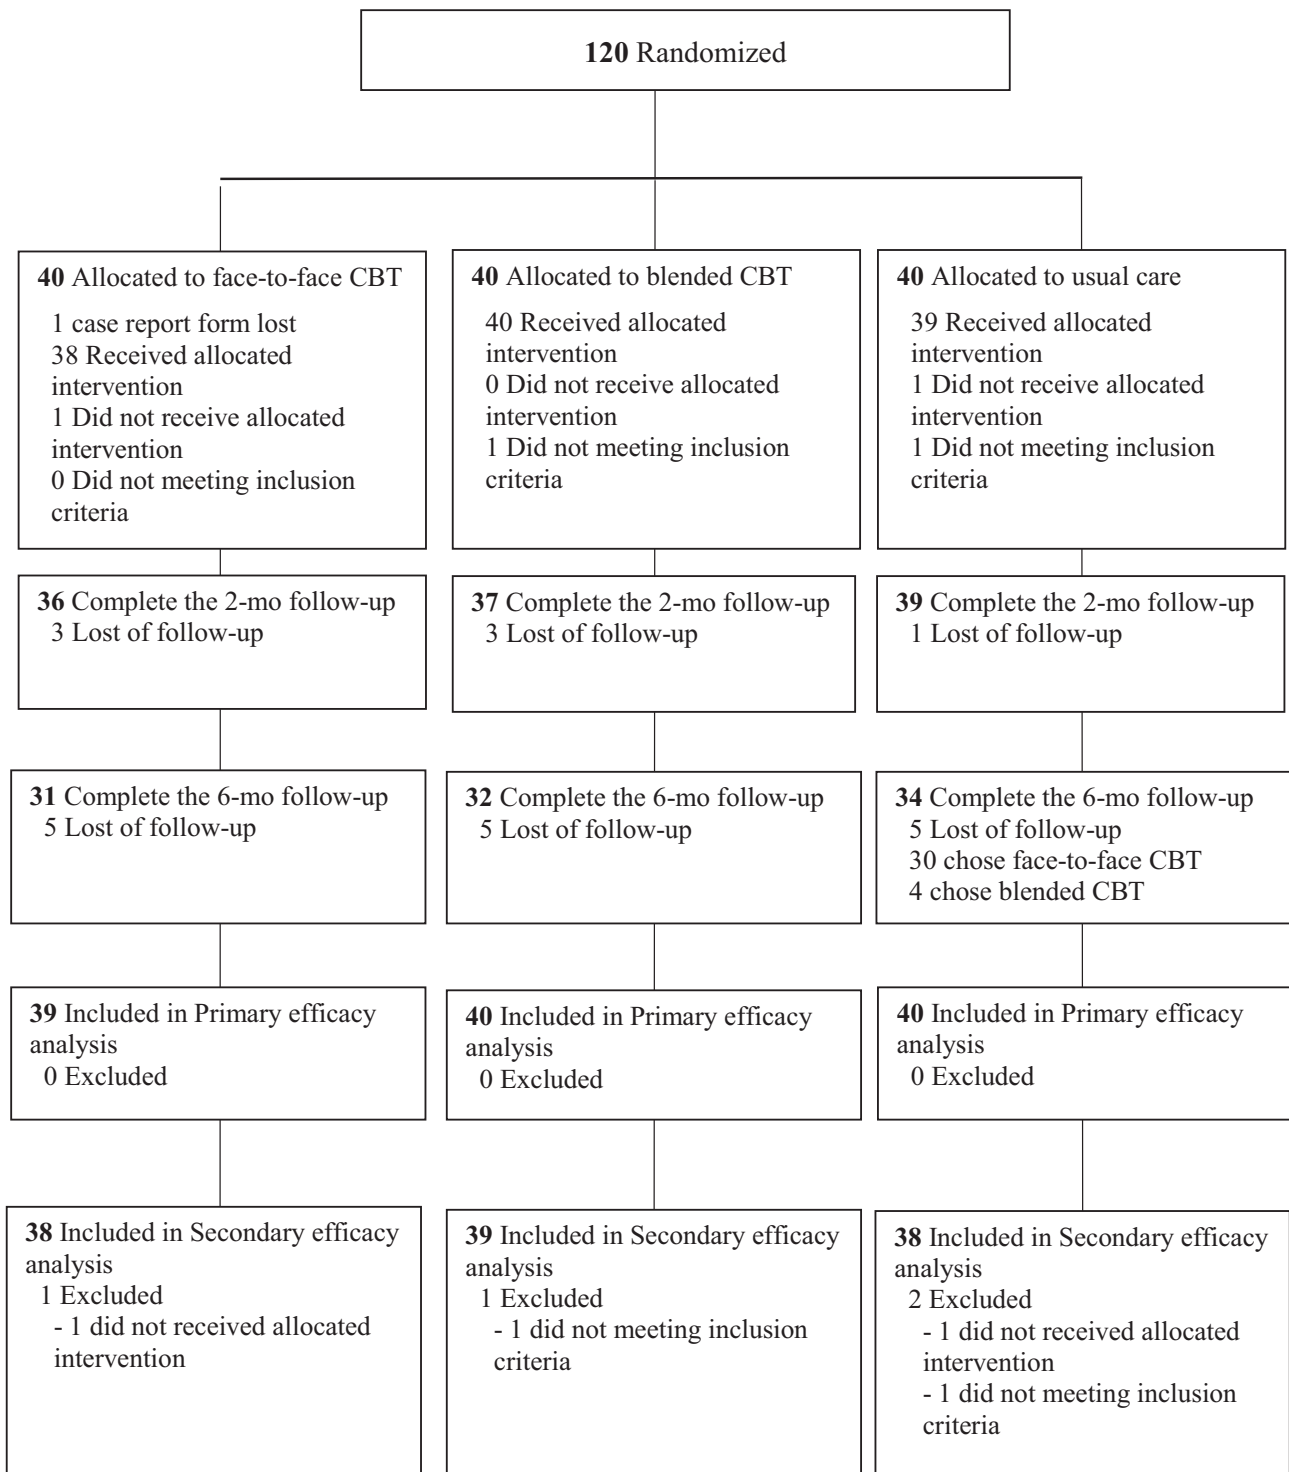 120 Randomized
40 Allocated to face-to-face CBT
1 case report form lost
38 Received allocated
intervention
1 Did not receive allocated
intervention
0 Did not meeting inclusion
criteria
40 Allocated to blended CBT
40 Received allocated
intervention
0 Did not receive allocated
intervention
1 Did not meeting inclusion
criteria
40 Allocated to usual care
39 Received allocated
intervention
1 Did not receive allocated
intervention
1 Did not meeting inclusion
criteria
36 Complete the 2-mo follow-up
3 Lost of follow-up
37 Complete the 2-mo follow-up
3 Lost of follow-up
39 Complete the 2-mo follow-up
1 Lost of follow-up
31 Complete the 6-mo follow-up
5 Lost of follow-up
32 Complete the 6-mo follow-up
5 Lost of follow-up
34 Complete the 6-mo follow-up
5 Lost of follow-up
30 chose face-to-face CBT
4 chose blended CBT
39 Included in Primary efficacy
analysis
0 Excluded
40 Included in Primary efficacy
analysis
0 Excluded
40 Included in Primary efficacy
analysis
0 Excluded
38 Included in Secondary efficacy
analysis
1 Excluded
- 1 did not received allocated
intervention
39 Included in Secondary efficacy
analysis
1 Excluded
- 1 did not meeting inclusion
criteria
38 Included in Secondary efficacy
analysis
2 Excluded
- 1 did not received allocated
intervention
- 1 did not meeting inclusion
criteria